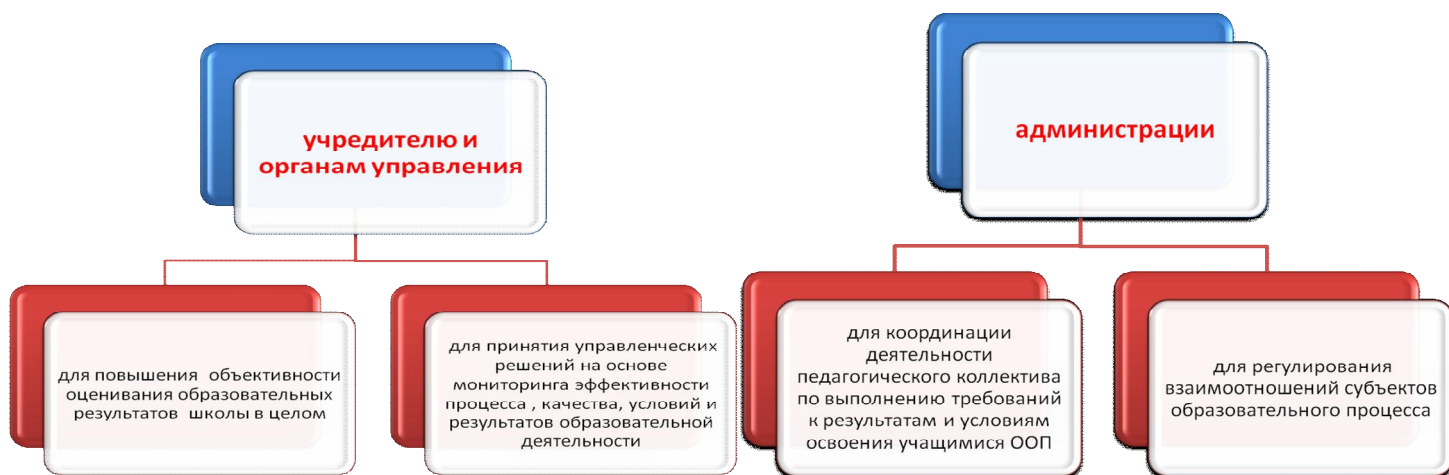 учредителю и
органам управления
администрации
для повышения объективности
оценивания образовательных
результатов школы в целом
для принятия управленческих
решений на основе
мониторинга эффективности
процесса , качества, условий и
результатов образовательной
деятельности
для координации
деятельности
педагогического коллектива
по выполнению требований
к результатам и условиям
освоения учащимися ООП
для регулирования
взаимоотношений субъектов
образовательного процесса